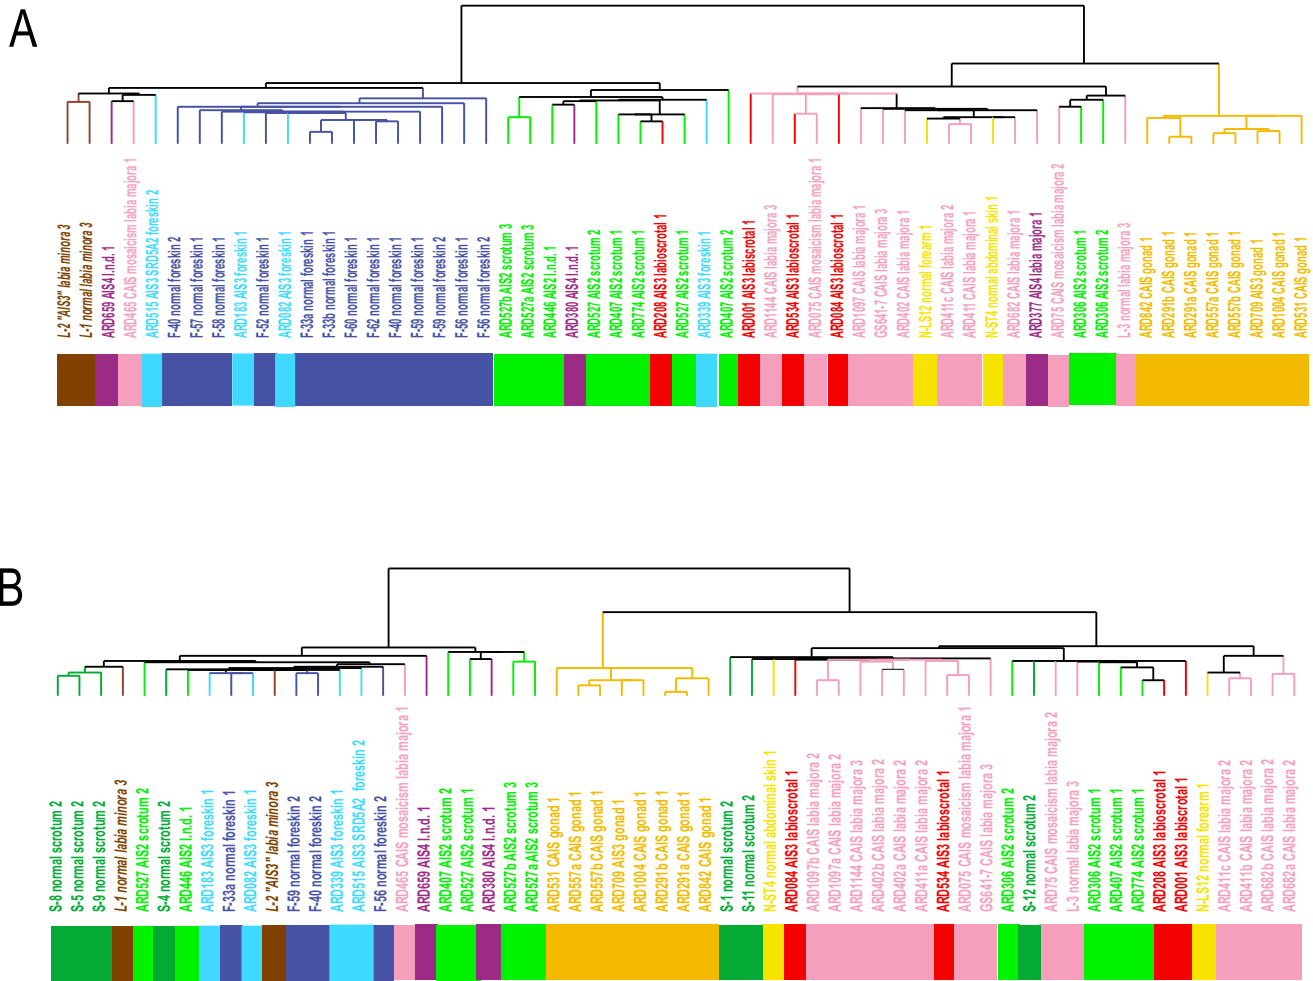 A
L-2 "AIS3" labia minora 3
L-1 normal labia minora 3
ARD659 AIS4 l.n.d. 1
ARD465 CAIS mosaicism labia majora 1
ARD515 AIS3 SRD5A2 foreskin 2
F-40 normal foreskin 2
F-57 normal foreskin 1
F-58 normal foreskin 1
ARD183 AIS3 foreskin 1
F-52 normal foreskin 1
ARD082 AIS3 foreskin 1
F-33a normal foreskin 1
F-33b normal foreskin 1
F-60 normal foreskin 1
F-62 normal foreskin 1
F-40 normal foreskin 1
F-59 normal foreskin 1
F-59 normal foreskin 2
F-56 normal foreskin 1
F-56 normal foreskin 2
ARD527b AIS2 scrotum 3
ARD527a AIS2 scrotum 3
ARD446 AIS2 l.n.d. 1
ARD380 AIS4 l.n.d. 1
ARD527 AIS2 scrotum 2
ARD407 AIS2 scrotum 1
ARD774 AIS2 scrotum 1
ARD208 AIS3 labioscrotal 1
ARD527 AIS2 scrotum 1
ARD339 AIS3 foreskin 1
ARD407 AIS2 scrotum 2
ARD001 AIS3 labiscrotal 1
ARD1144 CAIS labia majora 3
ARD534 AIS3 labioscrotal 1
ARD075 CAIS mosaicism labia majora 1
ARD084 AIS3 labioscrotal 1
ARD1097 CAIS labia majora 1
GS641-7 CAIS labia majora 3
ARD402 CAIS labia majora 1
N-LS12 normal forearm 1
ARD411c CAIS labia majora 2
ARD411 CAIS labia majora 1
N-ST4 normal abdominal skin 1
ARD682 CAIS labia majora 1
ARD377 AIS4 labia majora 1
ARD75 CAIS mosaicism labia majora 2
ARD306 AIS2 scrotum 1
ARD306 AIS2 scrotum 2
L-3 normal labia majora 3
ARD842 CAIS gonad 1
ARD291b CAIS gonad 1
ARD291a CAIS gonad 1
ARD557a CAIS gonad 1
ARD557b CAIS gonad 1
ARD709 AIS3 gonad 1
ARD1004 CAIS gonad 1
ARD531 CAIS gonad 1
B
S-8 normal scrotum 2
S-5 normal scrotum 2
S-9 normal scrotum 2
L-1 normal labia minora 3
ARD527 AIS2 scrotum 2
S-4 normal scrotum 2
ARD446 AIS2 l.n.d. 1
ARD183 AIS3 foreskin 1
F-33a normal foreskin 1
ARD082 AIS3 foreskin 1
L-2 "AIS3" labia minora 3
F-59 normal foreskin 2
F-40 normal foreskin 2
ARD339 AIS3 foreskin 1
ARD515 AIS3 SRD5A2 foreskin 2
F-56 normal foreskin 2
ARD465 CAIS mosaicism labia majora 1
ARD659 AIS4 l.n.d. 1
ARD407 AIS2 scrotum 2
ARD527 AIS2 scrotum 1
ARD380 AIS4 l.n.d. 1
ARD527b AIS2 scrotum 3
ARD527a AIS2 scrotum 3
ARD531 CAIS gonad 1
ARD557a CAIS gonad 1
ARD557b CAIS gonad 1
ARD709 AIS3 gonad 1
ARD1004 CAIS gonad 1
ARD291b CAIS gonad 1
ARD291a CAIS gonad 1
ARD842 CAIS gonad 1
S-11 normal scrotum 2
S-11 normal scrotum 2
N-ST4 normal abdominal skin 1
ARD084 AIS3 labioscrotal 1
ARD1097b CAIS labia majora 2
ARD1097a CAIS labia majora 2
ARD1144 CAIS labia majora 3
ARD402b CAIS labia majora 2
ARD402a CAIS labia majora 2
ARD411a CAIS labia majora 2
ARD534 AIS3 labioscrotal 1
ARD075 CAIS mosaicism labia majora 1
GS641-7 CAIS labia majora 3
ARD306 AIS2 scrotum 2
S-12 normal scrotum 2
ARD75 CAIS mosaicism labia majora 2
L-3 normal labia majora 3
ARD306 AIS2 scrotum 1
ARD407 AIS2 scrotum 1
ARD774 AIS2 scrotum 1
ARD208 AIS3 labioscrotal 1
ARD001 AIS3 labiscrotal 1
N-LS12 normal forearm 1
ARD411c CAIS labia majora 2
ARD411b CAIS labia majora 2
ARD682b CAIS labia majora 2
ARD682a CAIS labia majora 2